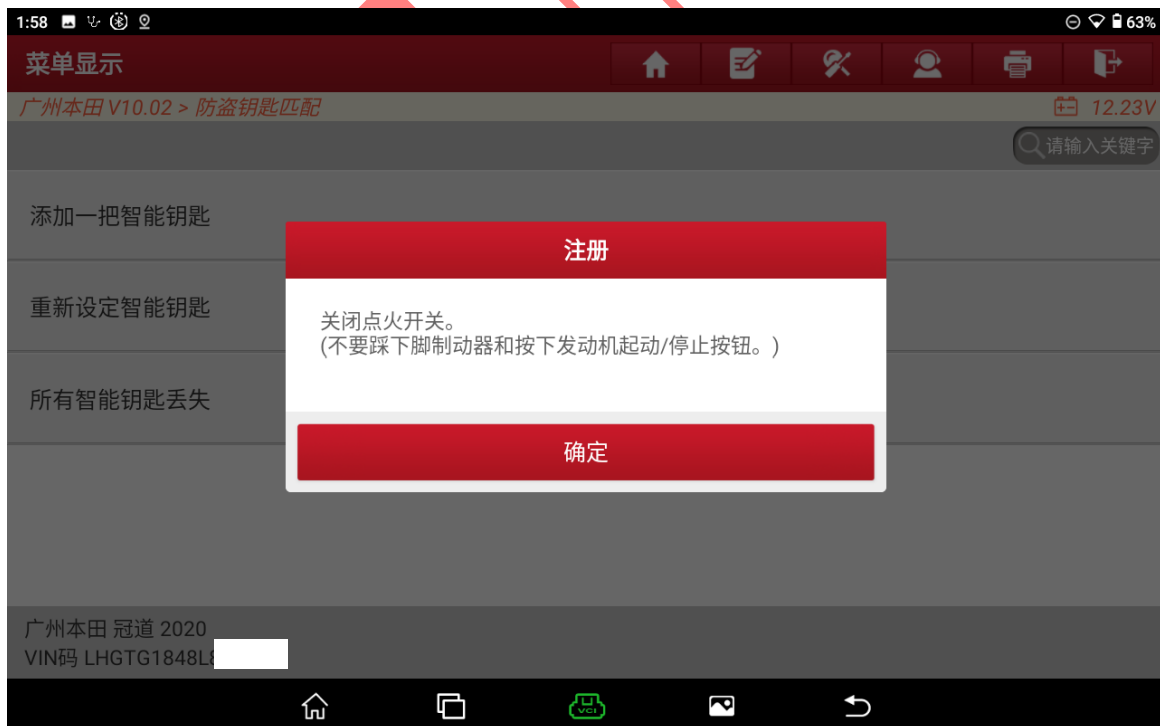 1:58
63%
菜单显示
广州本田 V10.02 > 防盗钥匙匹配
12.23V
请输入关键字
添加一把智能钥匙
重新设定智能钥匙
所有智能钥匙丢失
注册
关闭点火开关。
(不要踩下脚制动器和按下发动机起动/停止按钮。)
确定
广州本田 冠道 2020
VIN码 LHGTG1848L
VCI